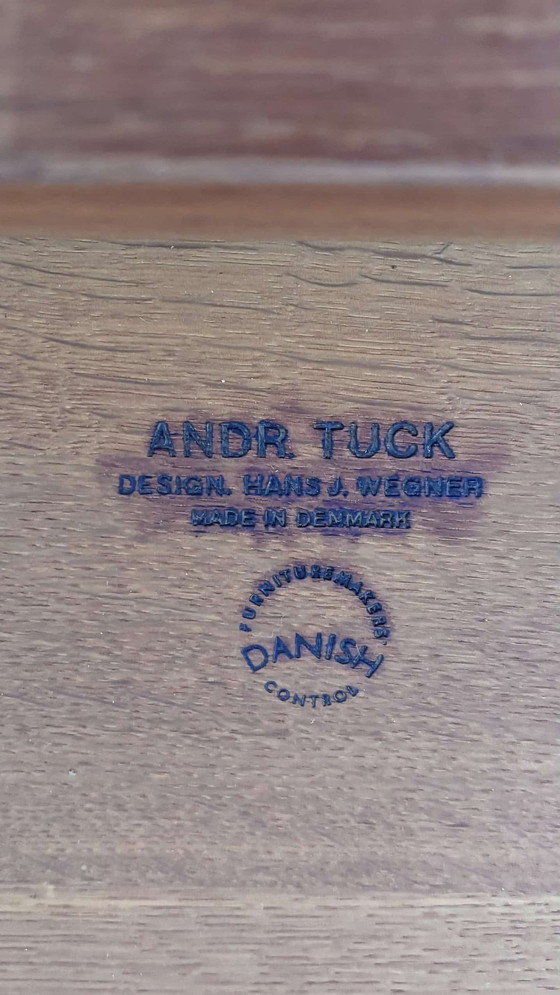 ANDR. TUCK
DESIGN. HANS J. WEGNER
MADE IN DENMARK
FURNITUREMAKERS'
DANISH
CONTROL